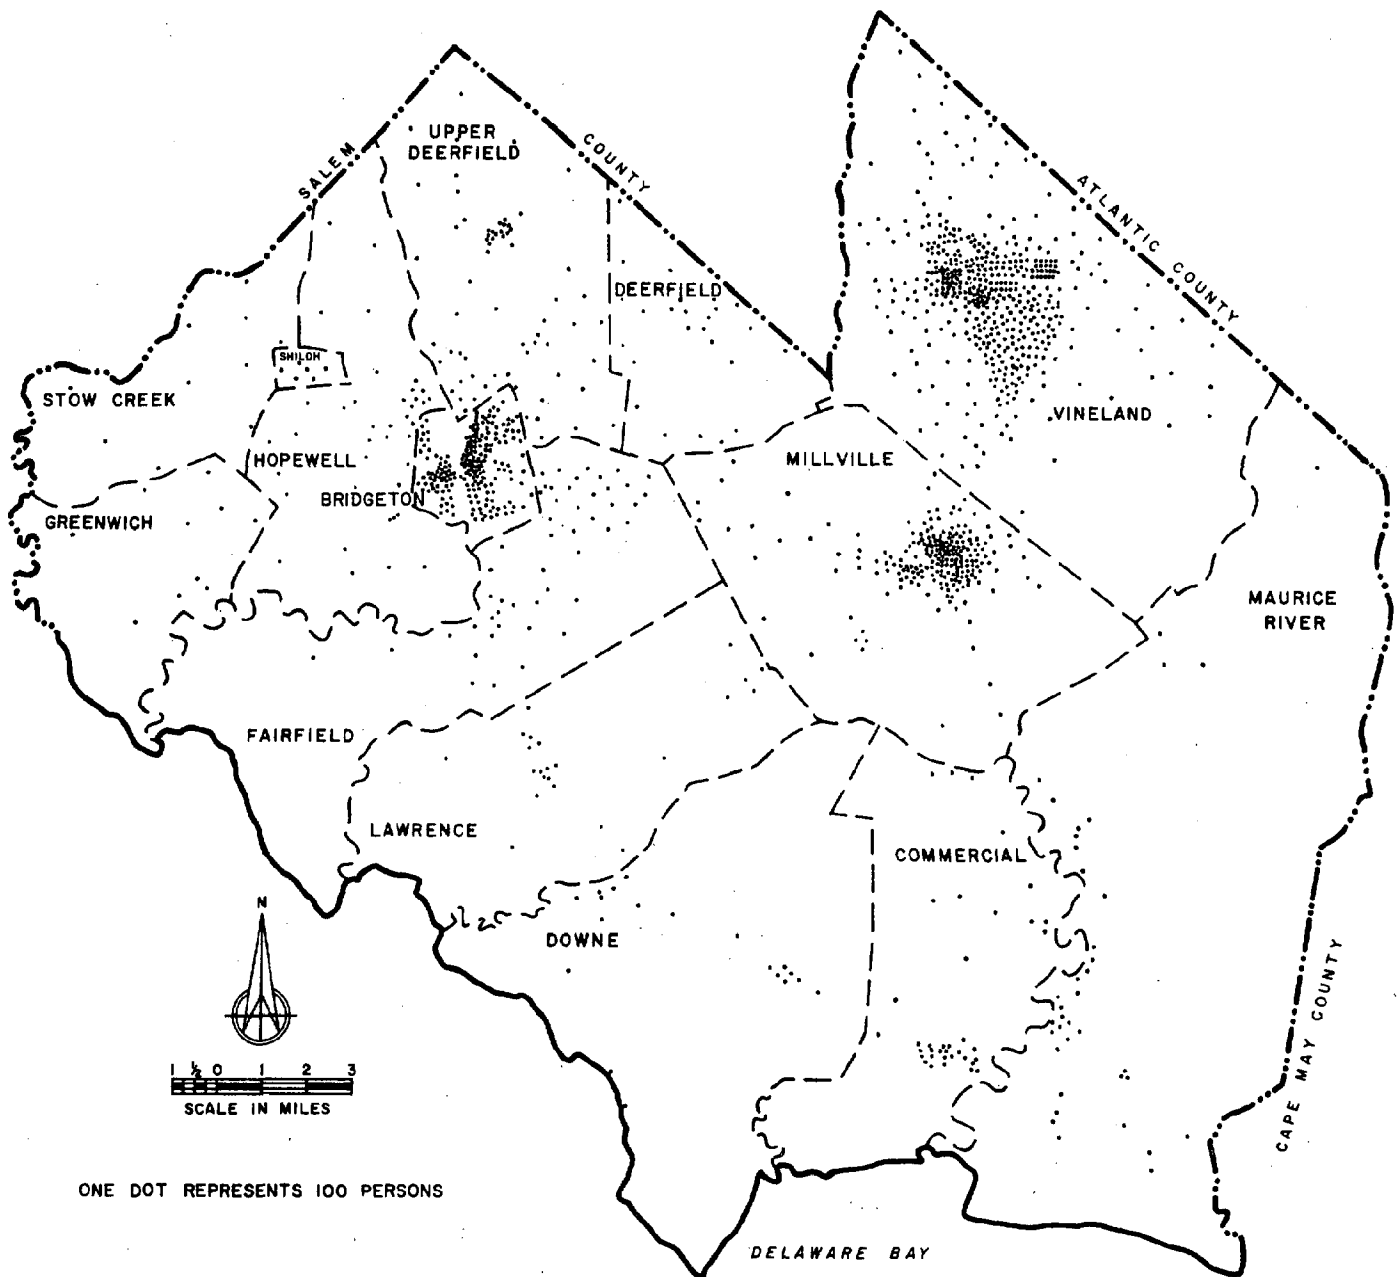 UPPER
DEERFIELD
SALEM
COUNTY
ATLANTIC COUNTY
DEERFIELD
SHILOH
STOW CREEK
VINELAND
HOPEWELL
MILLVILLE
BRIDGETON
GREENWICH
MAURICE
RIVER
FAIRFIELD
LAWRENCE
COMMERCIAL
DOWNE
N
CAPE MAY COUNTY
1 ½ 0 1 2 3
SCALE IN MILES
ONE DOT REPRESENTS 100 PERSONS
DELAWARE BAY